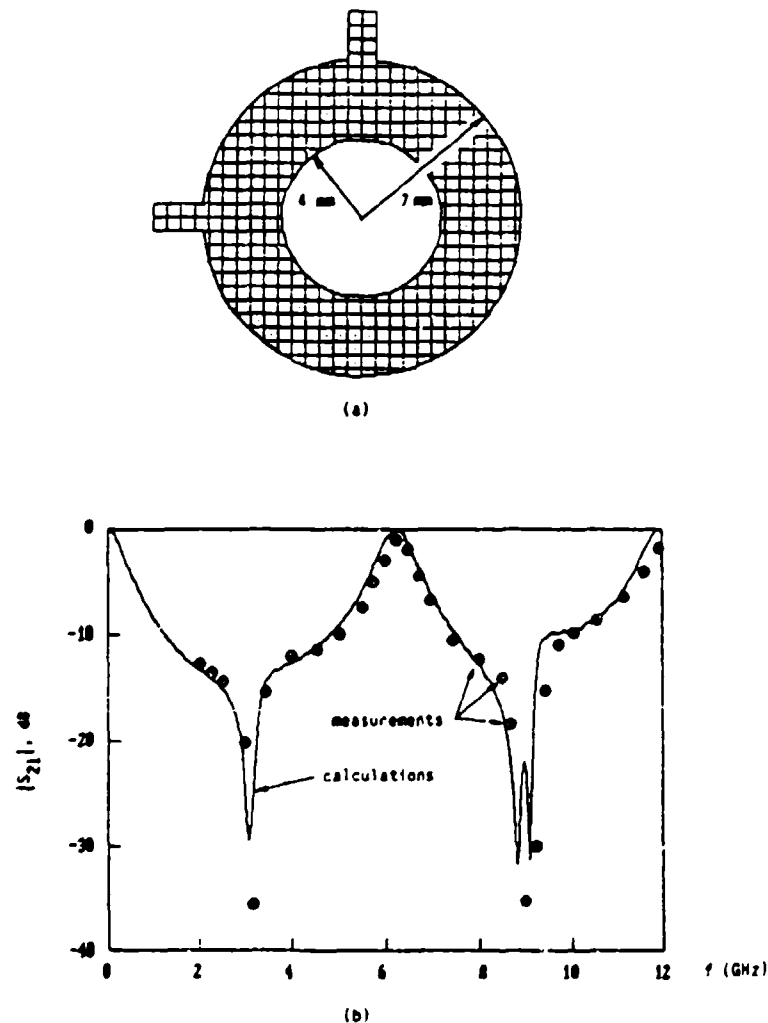 4 mm
7 mm
(a)
0
-10
-20
-30
-40
|S21|, dB
measurements
calculations
0 2 4 6 8 10 12
f (GHz)
(b)